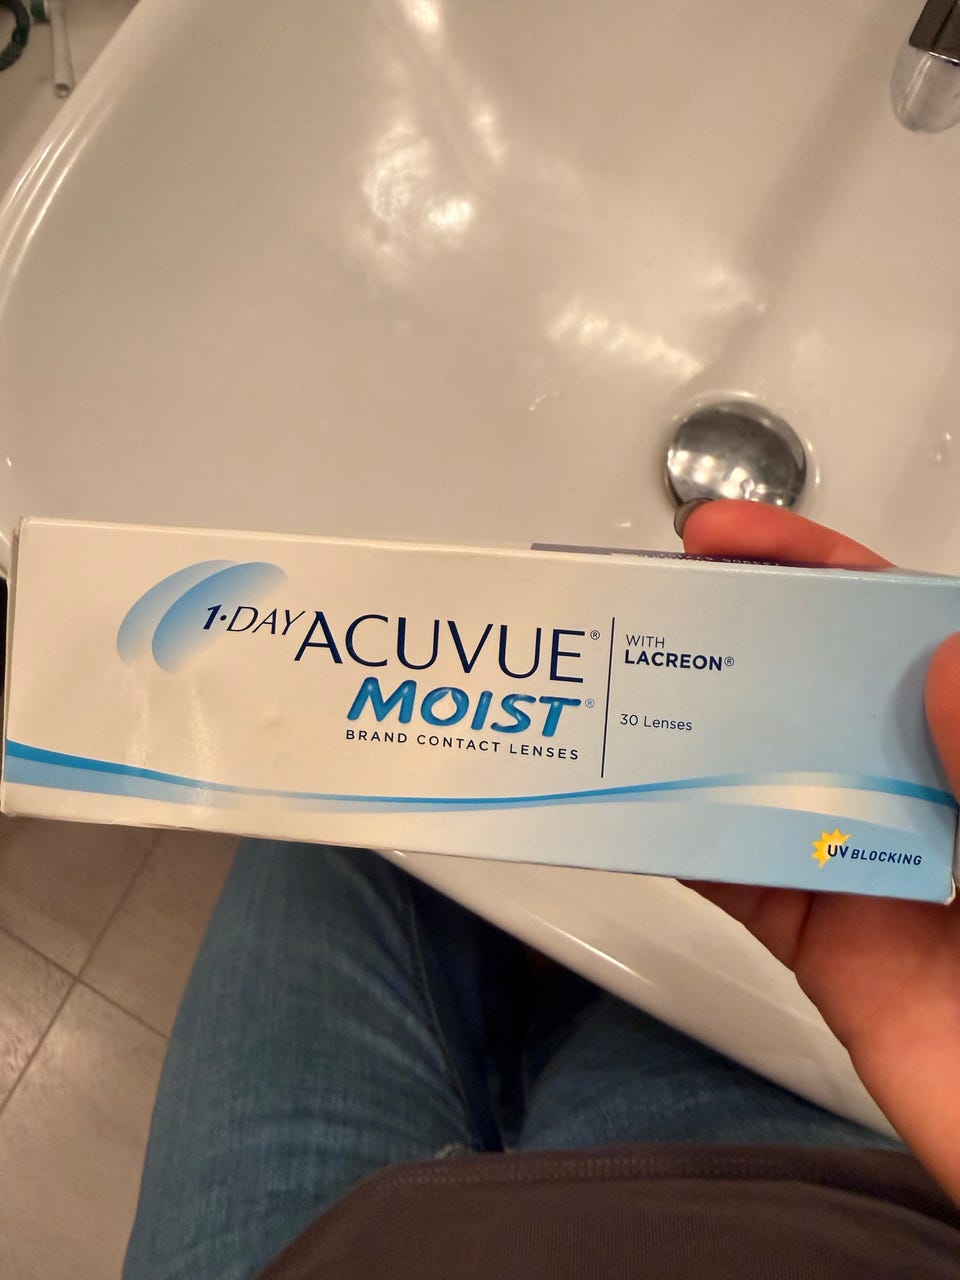 1·DAY ACUVUE®
MOIST®
BRAND CONTACT LENSES
WITH
LACREON®
30 Lenses
UV BLOCKING